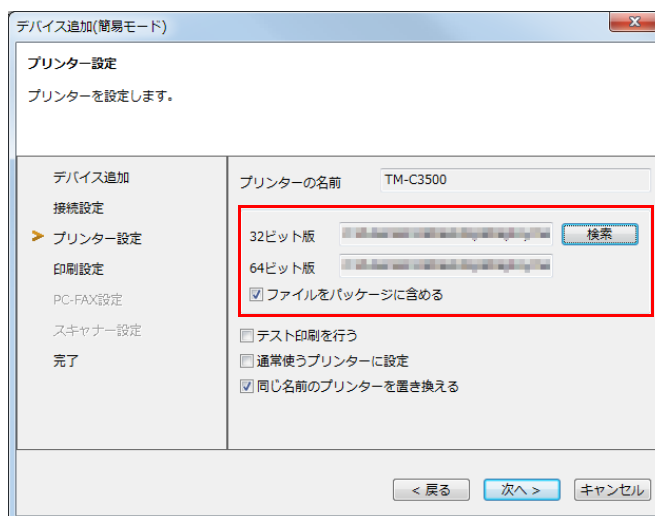 デバイス追加(簡易モード)
プリンター設定
プリンターを設定します。
デバイス追加
接続設定
プリンター設定
印刷設定
PC-FAX設定
スキャナー設定
完了
プリンターの名前 TM-C3500
32ビット版 検索
64ビット版
ファイルをパッケージに含める
テスト印刷を行う
通常使うプリンターに設定
同じ名前のプリンターを置き換える
< 戻る 次へ > キャンセル